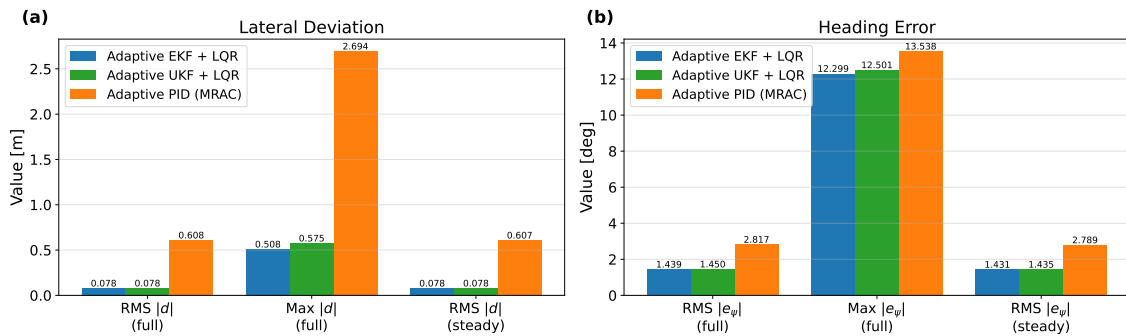 (a)
Lateral Deviation
Value [m]
2.5
2.0
1.5
1.0
0.5
0.0
Adaptive EKF + LQR
Adaptive UKF + LQR
Adaptive PID (MRAC)
0.078
0.078
0.608
0.508
0.575
2.694
0.078
0.078
0.607
RMS |d|
(full)
Max |d|
(full)
RMS |d|
(steady)
(b)
Heading Error
Value [deg]
14
12
10
8
6
4
2
0
Adaptive EKF + LQR
Adaptive UKF + LQR
Adaptive PID (MRAC)
1.439
1.450
2.817
12.299
12.501
13.538
1.431
1.435
2.789
RMS |e_ψ|
(full)
Max |e_ψ|
(full)
RMS |e_ψ|
(steady)